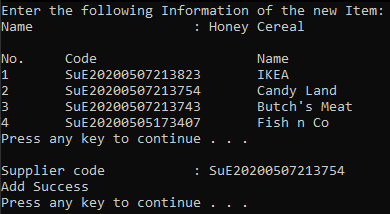 Enter the following Information of the new Item:
Name : Honey Cereal
No. Code Name
1 SuE20200507213823 IKEA
2 SuE20200507213754 Candy Land
3 SuE20200507213743 Butch's Meat
4 SuE20200505173407 Fish n Co
Press any key to continue . . .
Supplier code : SuE20200507213754
Add Success
Press any key to continue . . .